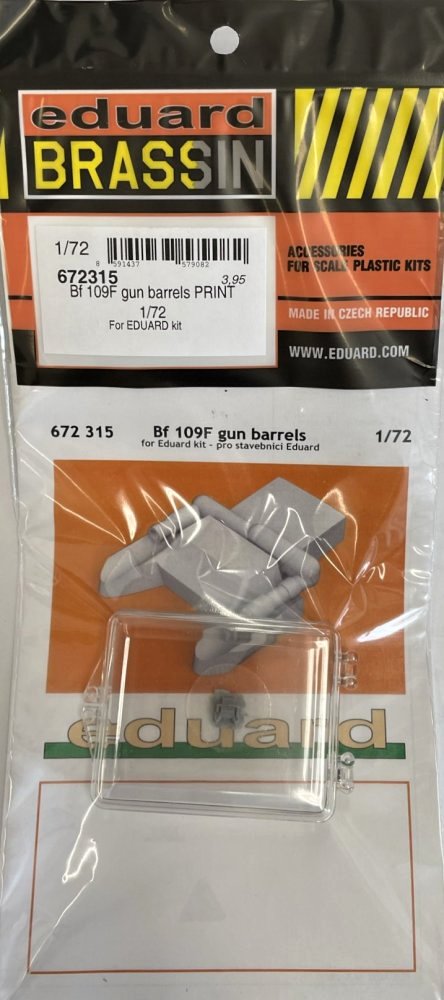 eduard
BRASSIN
1/72
8 591437 579082
672315 3,95
Bf 109F gun barrels PRINT
1/72
For EDUARD kit
ACCESSORIES
FOR SCALE PLASTIC KITS
MADE IN CZECH REPUBLIC
WWW.EDUARD.COM
672 315 Bf 109F gun barrels 1/72
for Eduard kit - pro stavebnici Eduard
eduard